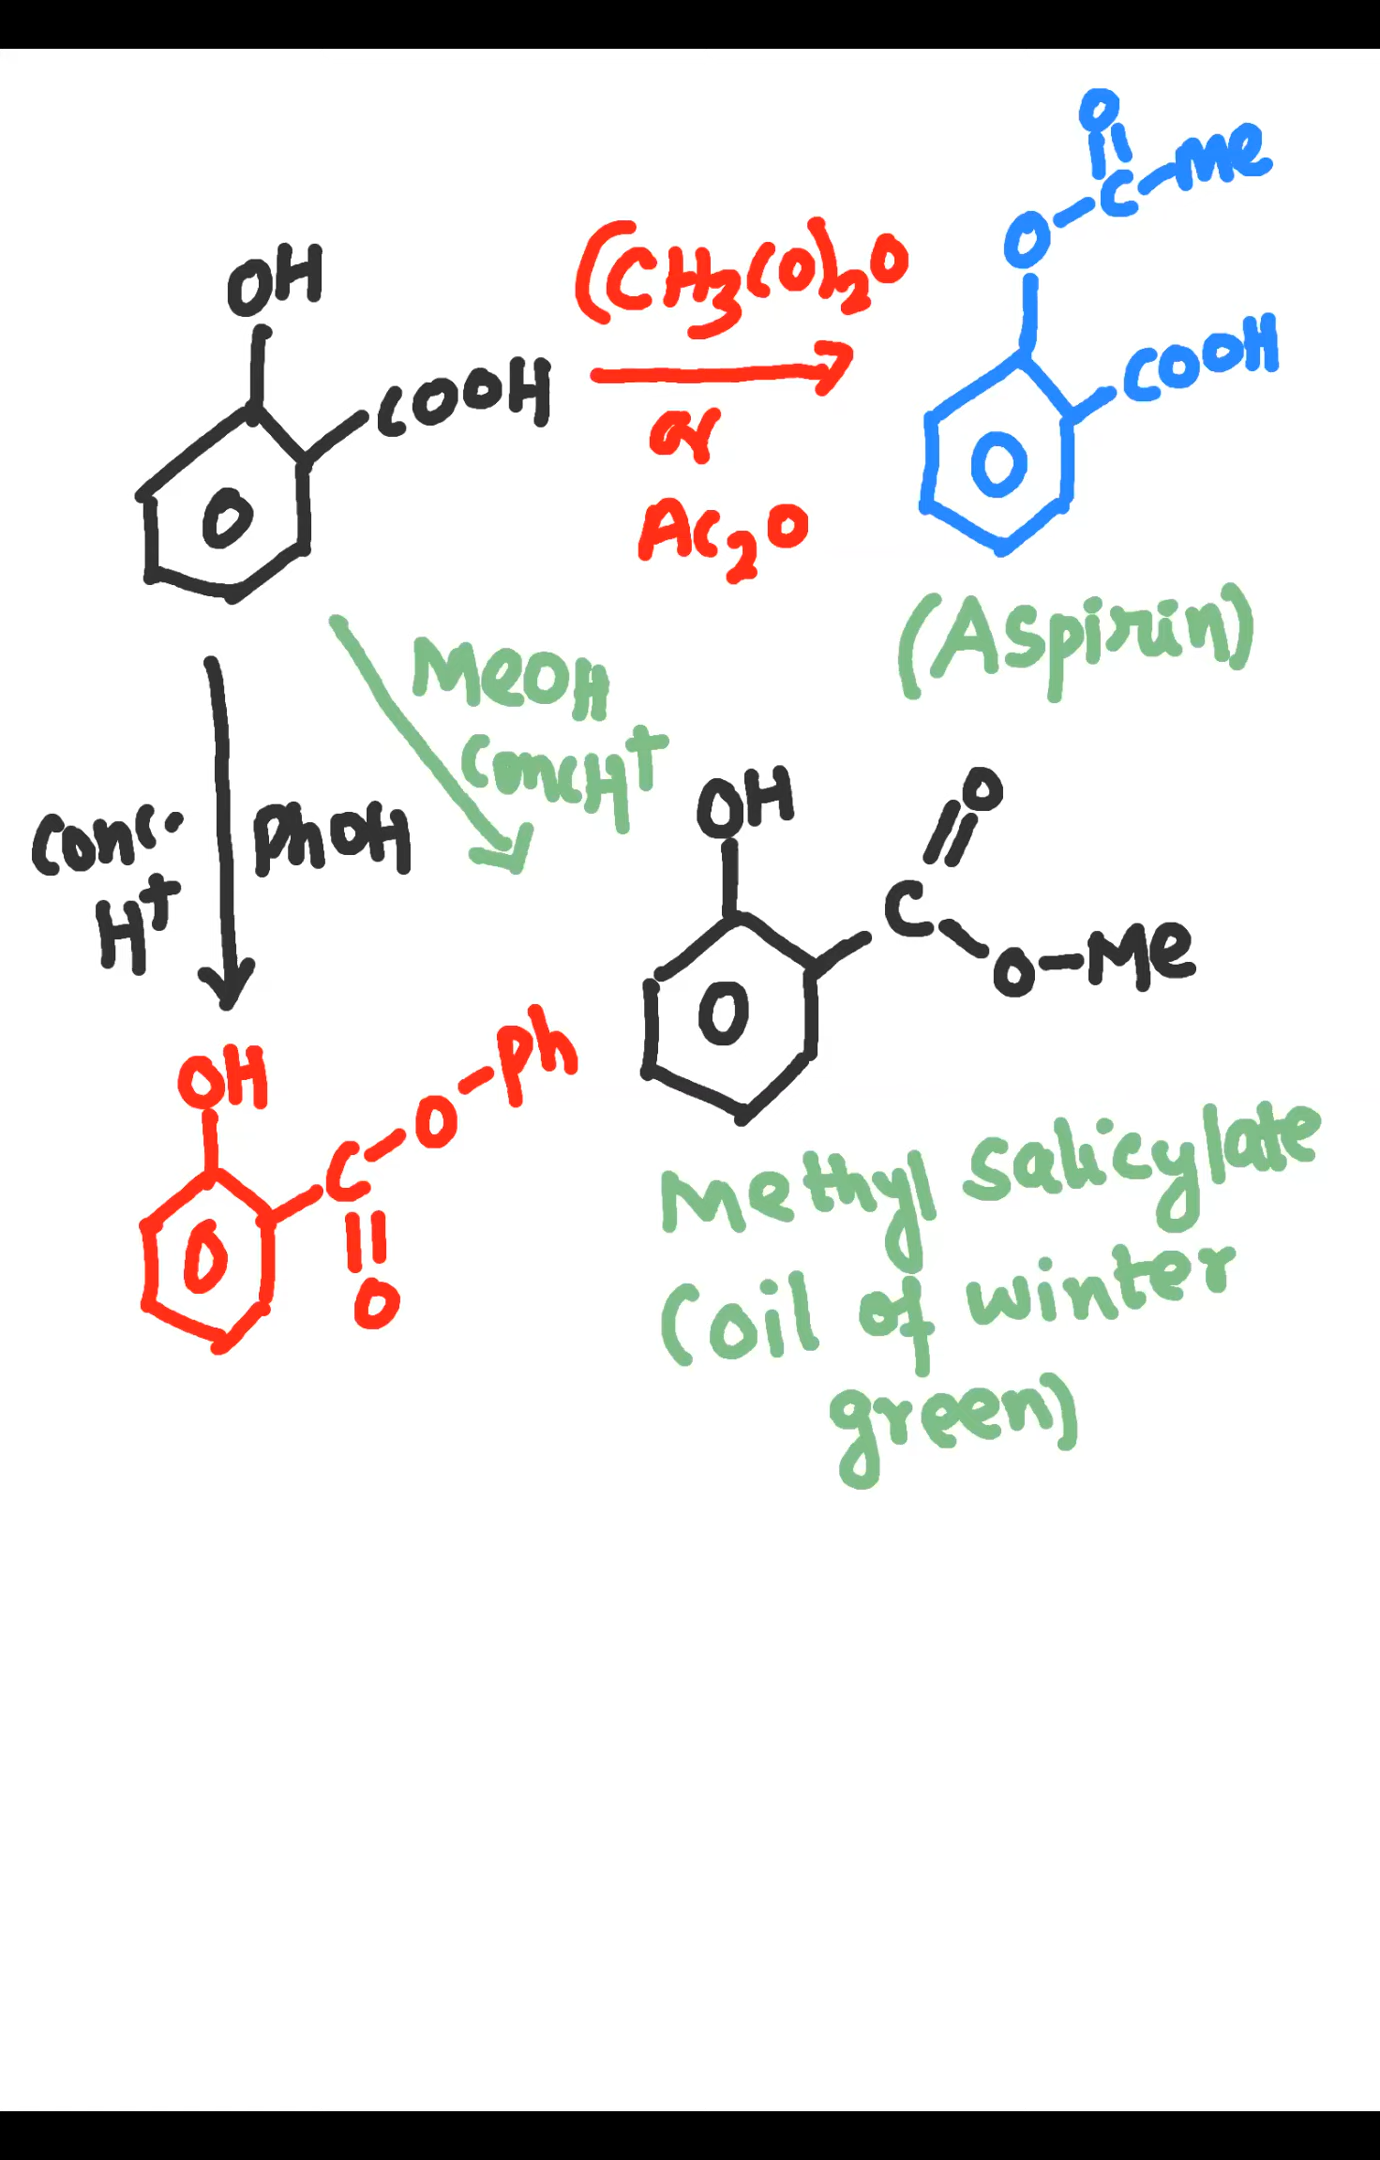 OH
COOH
(CH3CO)2O
or
Ac2O
O
O-C-Me
COOH
(Aspirin)
MeOH
Conc H+
Conc.
H+
PhOH
OH
O
C
O-Me
Methyl salicylate
(oil of winter
green)
OH
C-O-Ph
O